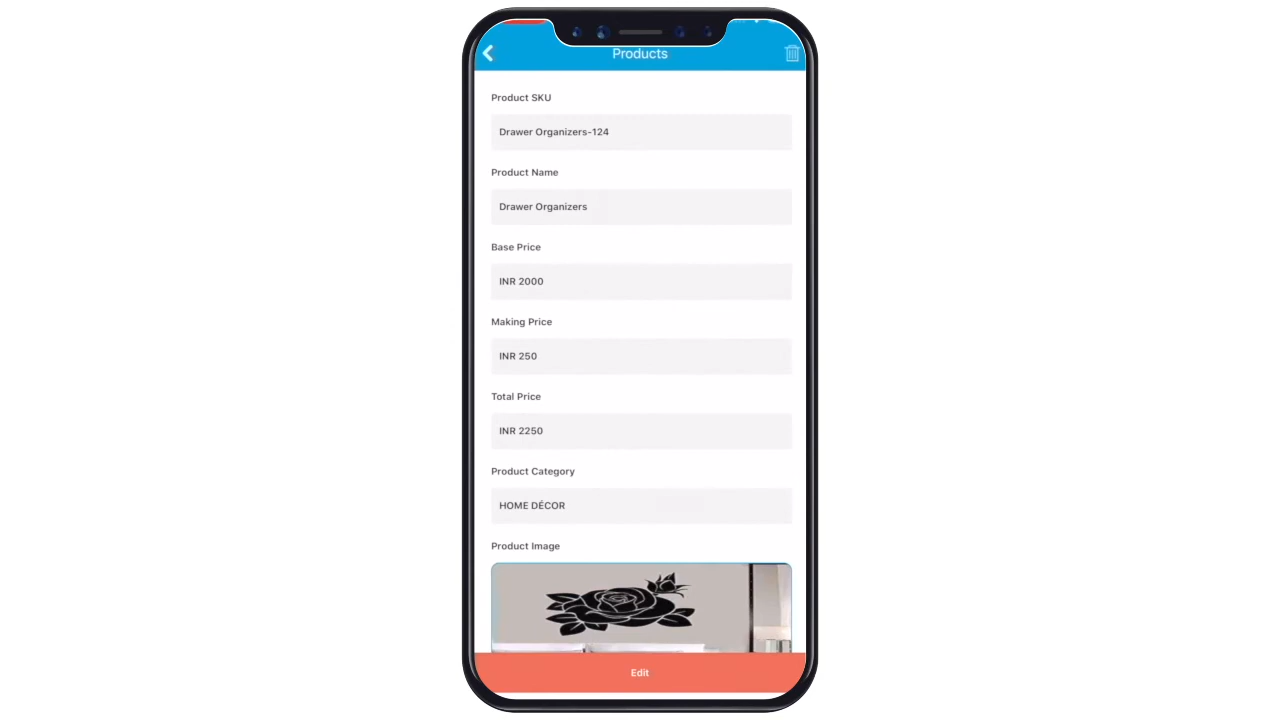 Products
Product SKU
Drawer Organizers-124
Product Name
Drawer Organizers
Base Price
INR 2000
Making Price
INR 250
Total Price
INR 2250
Product Category
HOME DÉCOR
Product Image
Edit